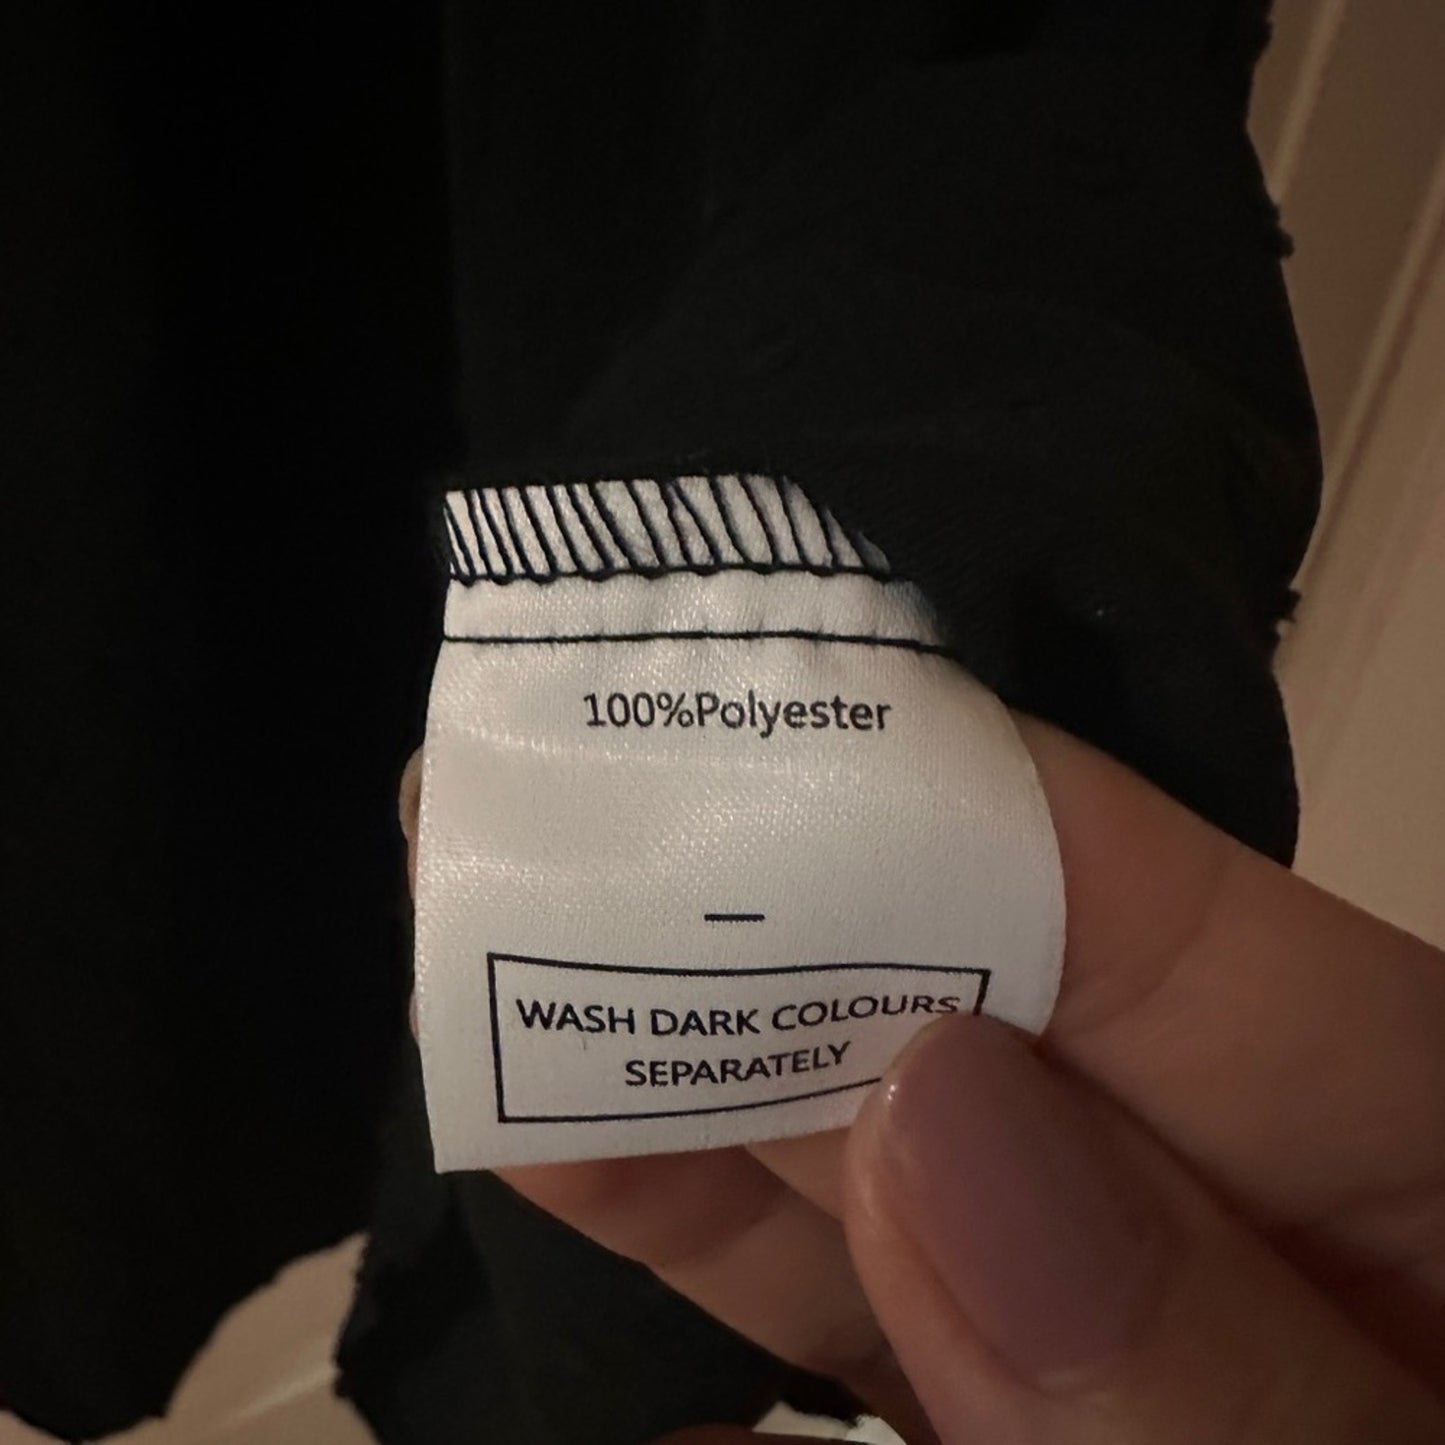 100%Polyester
—
WASH DARK COLOURS
SEPARATELY